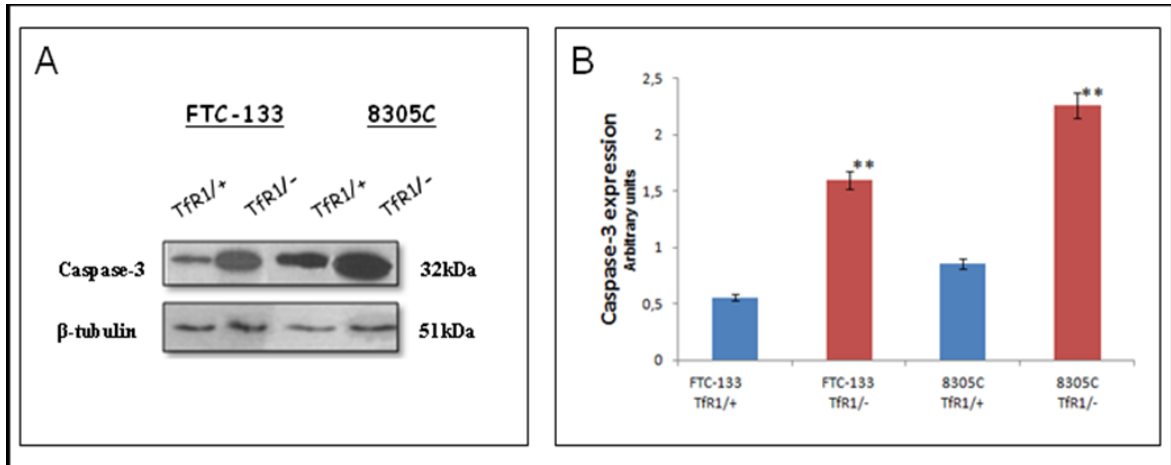 A
FTC-133 8305C
TfR1/+ TfR1/- TfR1/+ TfR1/-
Caspase-3 32kDa
β-tubulin 51kDa
B
Caspase-3 expression
Arbitrary units
2,5
2
1,5
1
0,5
0
**
**
FTC-133 FTC-133 8305C 8305C
TfR1/+ TfR1/- TfR1/+ TfR1/-